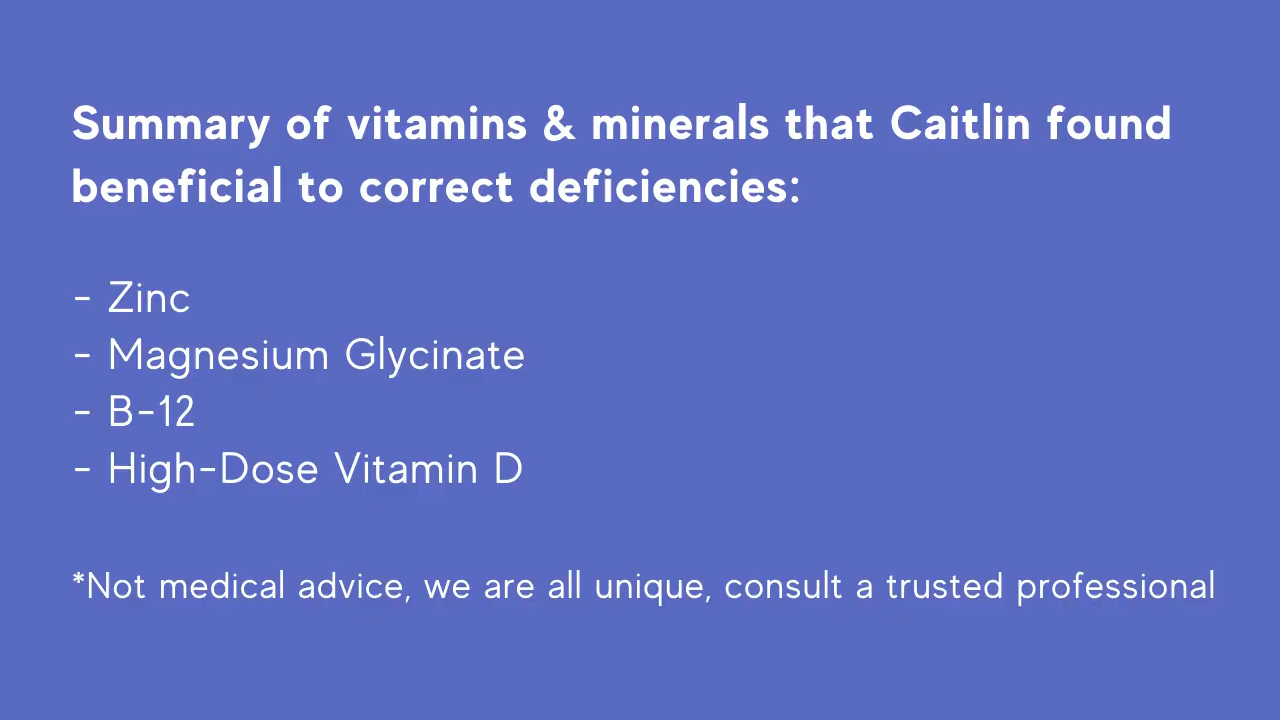 Summary of vitamins & minerals that Caitlin found
beneficial to correct deficiencies:
- Zinc
- Magnesium Glycinate
- B-12
- High-Dose Vitamin D
*Not medical advice, we are all unique, consult a trusted professional